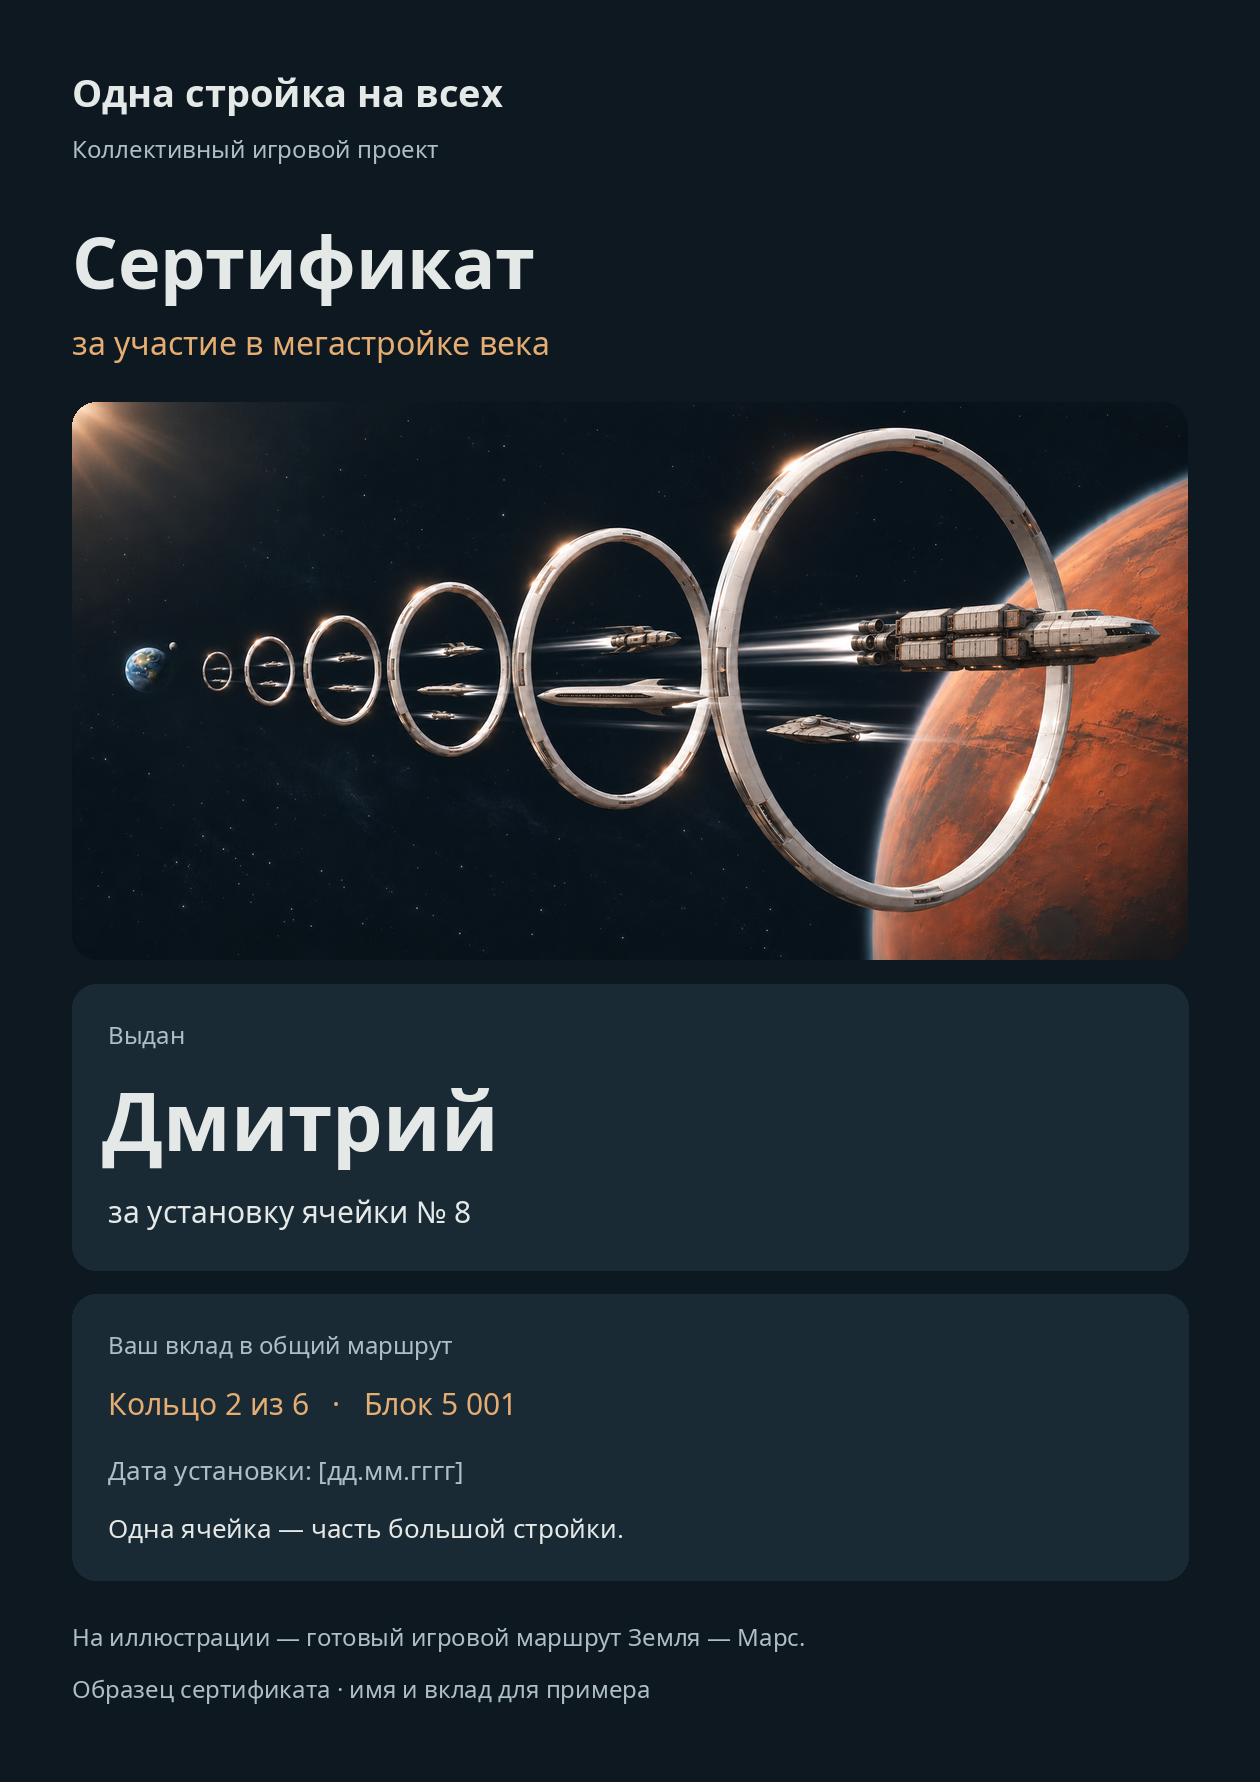 Одна стройка на всех
Коллективный игровой проект
Сертификат
за участие в мегастройке века
Выдан
Дмитрий
за установку ячейки № 8
Ваш вклад в общий маршрут
Кольцо 2 из 6 · Блок 5 001
Дата установки: [дд.мм.гггг]
Одна ячейка — часть большой стройки.
На иллюстрации — готовый игровой маршрут Земля — Марс.
Образец сертификата · имя и вклад для примера